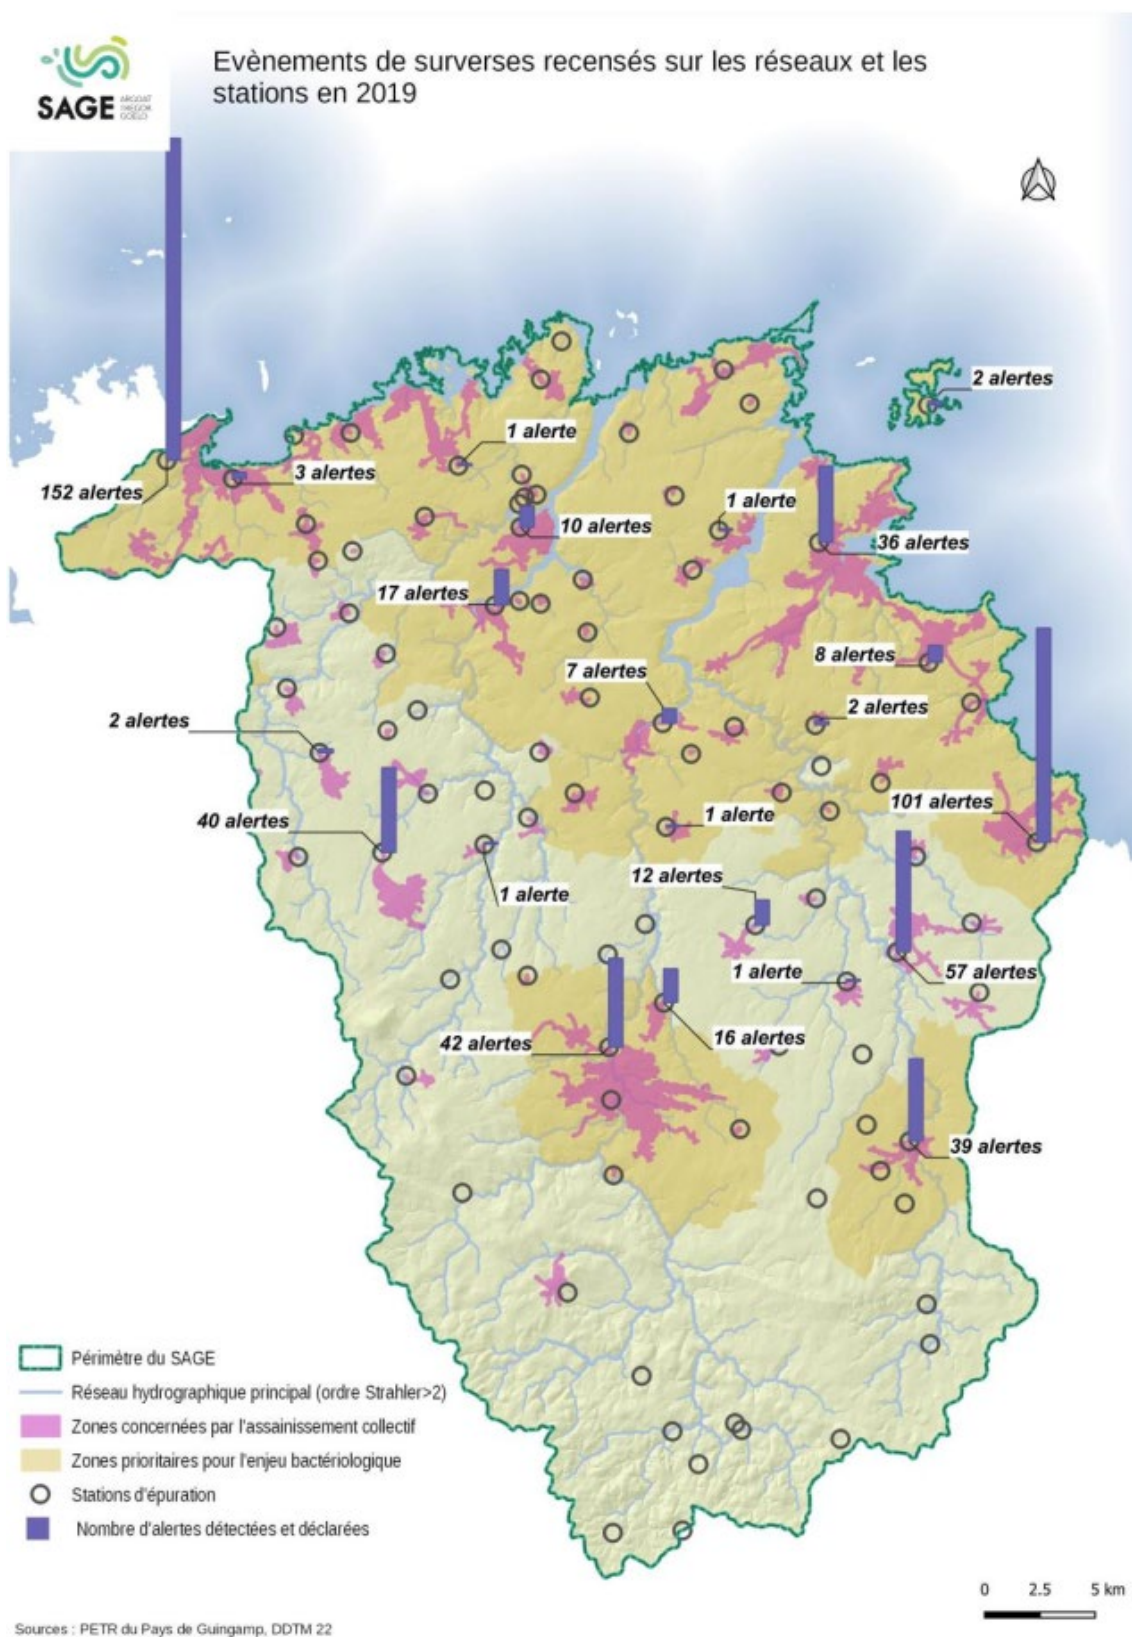 Evènements de surverses recensés sur les réseaux et les
stations en 2019
SAGE
ARGOAT
TREGOR
GOËLO
2 alertes
1 alerte
3 alertes
152 alertes
1 alerte
10 alertes
36 alertes
17 alertes
8 alertes
7 alertes
2 alertes
2 alertes
101 alertes
40 alertes
1 alerte
12 alertes
1 alerte
1 alerte
57 alertes
16 alertes
42 alertes
39 alertes
Périmètre du SAGE
Réseau hydrographique principal (ordre Strahler>2)
Zones concernées par l'assainissement collectif
Zones prioritaires pour l'enjeu bactériologique
Stations d'épuration
Nombre d'alertes détectées et déclarées
0 2.5 5 km
Sources : PETR du Pays de Guingamp, DDTM 22